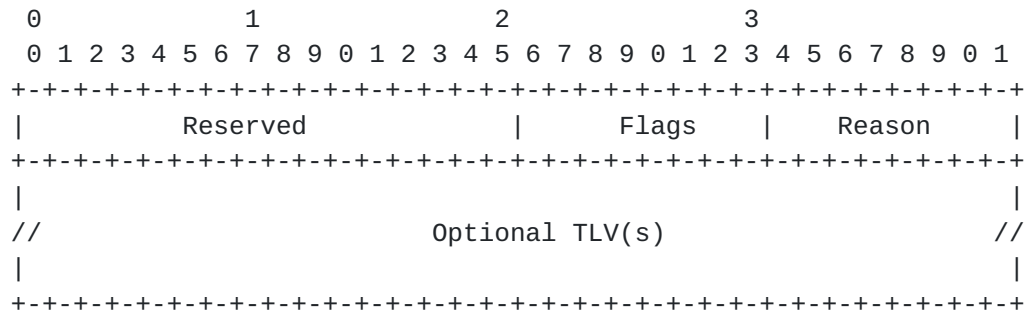 0             1               2               3
 0 1 2 3 4 5 6 7 8 9 0 1 2 3 4 5 6 7 8 9 0 1 2 3 4 5 6 7 8 9 0 1
+-+-+-+-+-+-+-+-+-+-+-+-+-+-+-+-+-+-+-+-+-+-+-+-+-+-+-+-+-+-+-+-+
|          Reserved             |      Flags    |    Reason     |
+-+-+-+-+-+-+-+-+-+-+-+-+-+-+-+-+-+-+-+-+-+-+-+-+-+-+-+-+-+-+-+-+
|                                                               |
//                         Optional TLV(s)                     //
|                                                               |
+-+-+-+-+-+-+-+-+-+-+-+-+-+-+-+-+-+-+-+-+-+-+-+-+-+-+-+-+-+-+-+-+